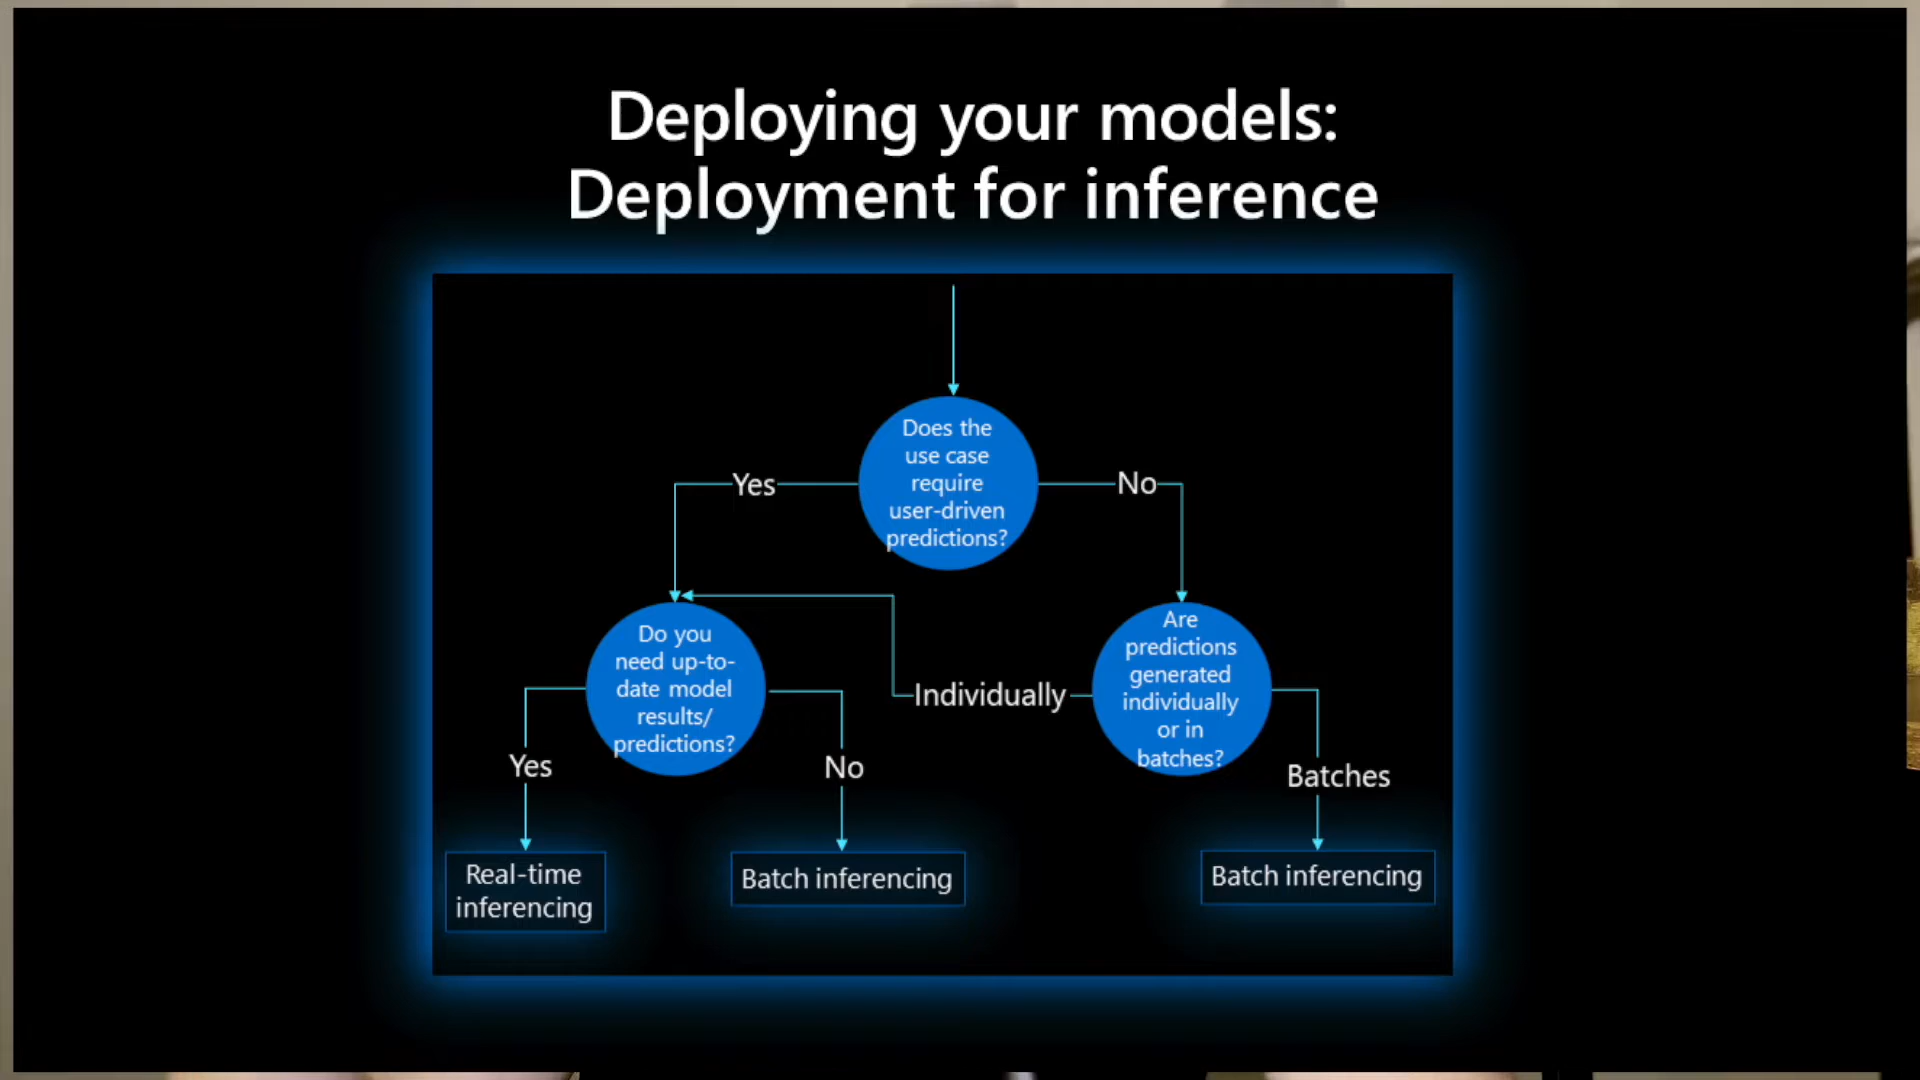 Deploying your models:
Deployment for inference
Does the
use case
require
user-driven
predictions?
Yes
No
Do you
need up-to-
date model
results/
predictions?
Are
predictions
generated
individually
or in
batches?
Individually
Yes
No
Batches
Real-time
inferencing
Batch inferencing
Batch inferencing